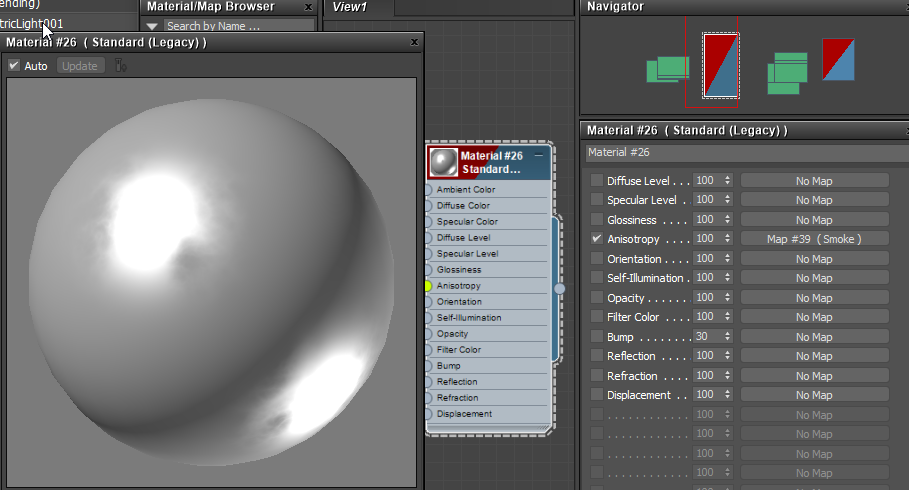 ending)
tricLight001
Material/Map Browser x
Search by Name ...
View1
Navigator
Material #26 ( Standard (Legacy) ) x
Auto Update
Material #26
Standard...
Ambient Color
Diffuse Color
Specular Color
Diffuse Level
Specular Level
Glossiness
Anisotropy
Orientation
Self-Illumination
Opacity
Filter Color
Bump
Reflection
Refraction
Displacement
Material #26 ( Standard (Legacy) )
Material #26
Diffuse Level . . . 100 No Map
Specular Level . 100 No Map
Glossiness . . . . 100 No Map
Anisotropy . . . . 100 Map #39 ( Smoke )
Orientation . . . . 100 No Map
Self-Illumination . 100 No Map
Opacity . . . . . . 100 No Map
Filter Color . . . . 100 No Map
Bump . . . . . . . . 30 No Map
Reflection . . . . 100 No Map
Refraction . . . . 100 No Map
Displacement . . 100 No Map
. . . . . . . . . . . . 100 No Map
. . . . . . . . . . . . 100 No Map
. . . . . . . . . . . . 100 No Map
. . . . . . . . . . . . 100 No Map
. . . . . . . . . . . . 100 No Map